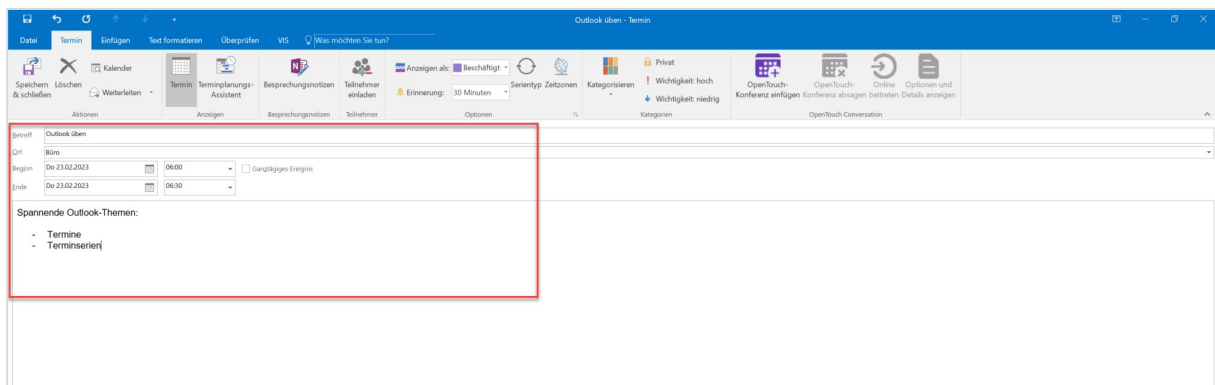 Outlook üben - Termin
Datei Termin Einfügen Text formatieren Überprüfen VIS Was möchten Sie tun?
Speichern & schließen
Löschen
Kalender
Weiterleiten
Aktionen
Termin
Terminplanungs-
Assistent
Anzeigen
Besprechungsnotizen
Besprechungsnotizen
Teilnehmer
einladen
Teilnehmer
Anzeigen als: Beschäftigt
Erinnerung: 30 Minuten
Serientyp Zeitzonen
Optionen
Kategorisieren
Privat
Wichtigkeit: hoch
Wichtigkeit: niedrig
Kategorien
OpenTouch-
Konferenz einfügen
OpenTouch-
Konferenz absagen
Online
beitreten
Optionen und
Details anzeigen
OpenTouch Conversation
Betreff Outlook üben
Ort Büro
Beginn Do 23.02.2023 06:00 Ganztägiges Ereignis
Ende Do 23.02.2023 06:30
Spannende Outlook-Themen:
- Termine
- Terminserien